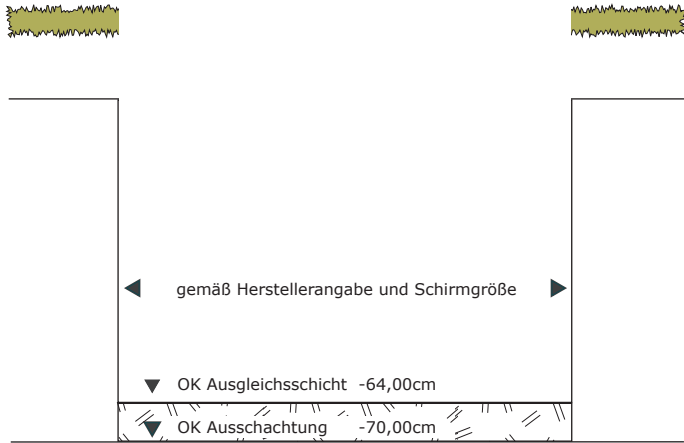 gemäß Herstellerangabe und Schirmgröße
OK Ausgleichsschicht -64,00cm
OK Ausschachtung -70,00cm